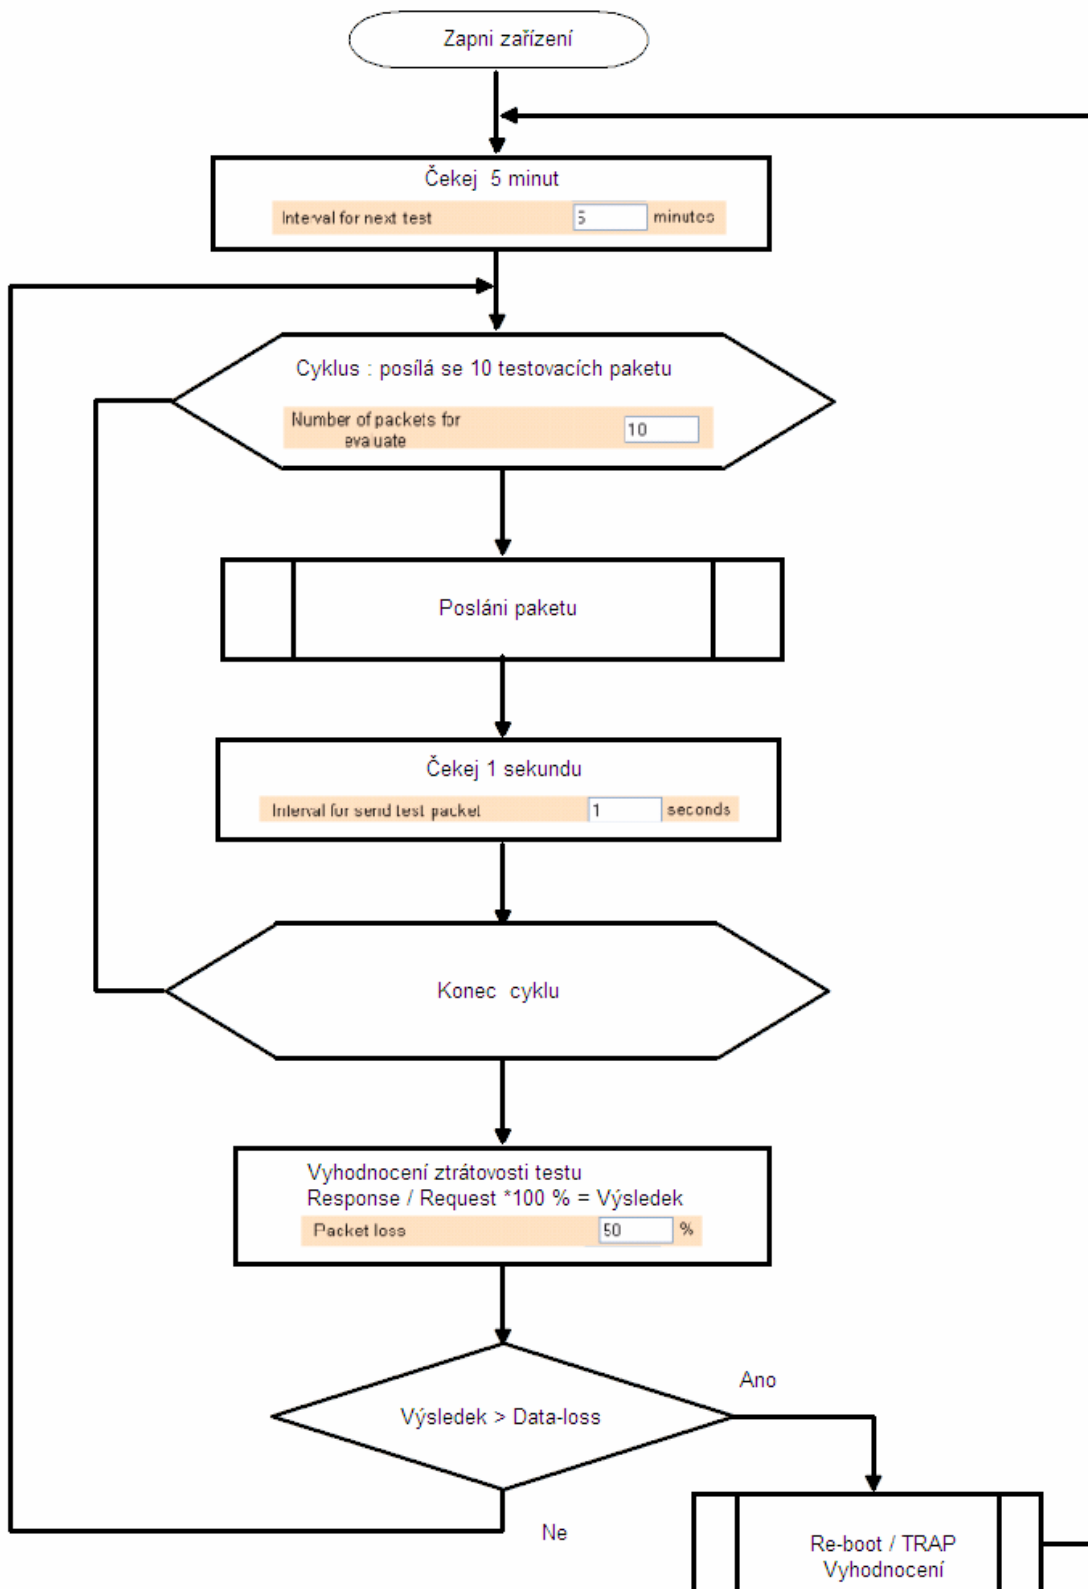 Zapni zařízení
Čekej 5 minut
Interval for next test 5 minutes
Cyklus : posílá se 10 testovacích paketu
Number of packets for
evaluate
10
Posláni paketu
Čekej 1 sekundu
Interval for send test packet 1 seconds
Konec cyklu
Vyhodnocení ztrátovosti testu
Response / Request *100 % = Výsledek
Packet loss 50 %
Ano
Výsledek > Data-loss
Ne
Re-boot / TRAP
Vyhodnocení